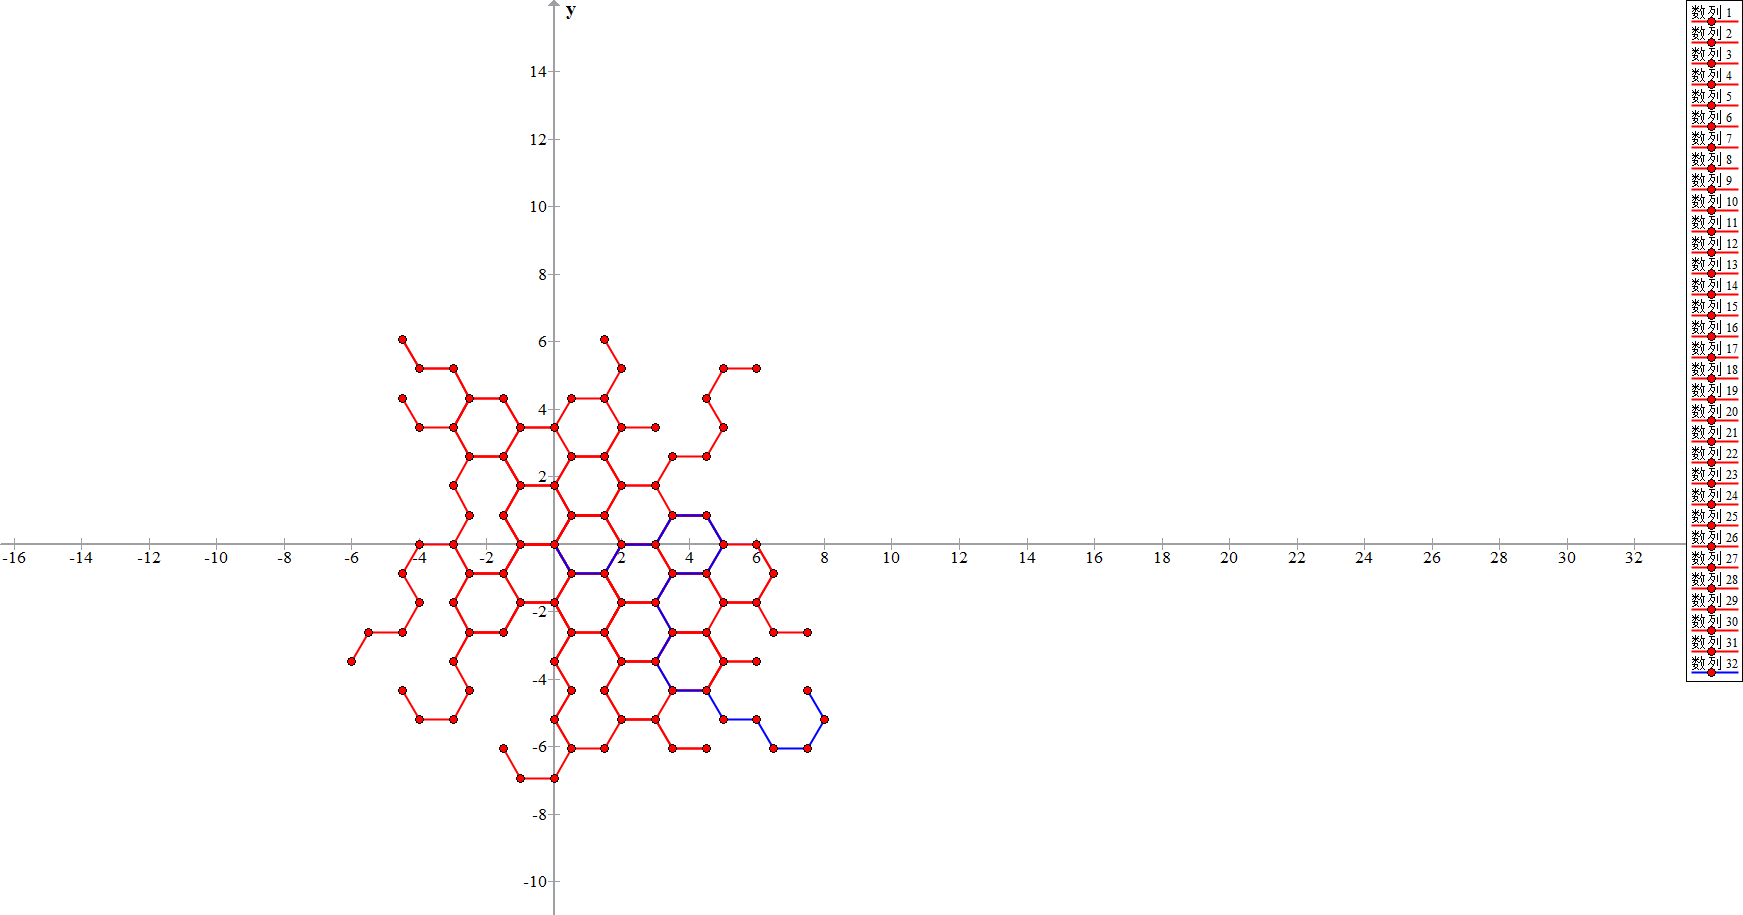 y
14
12
10
8
6
4
2
-16 -14 -12 -10 -8 -6 -4 -2 2 4 6 8 10 12 14 16 18 20 22 24 26 28 30 32
-2
-4
-6
-8
-10
数列 1
数列 2
数列 3
数列 4
数列 5
数列 6
数列 7
数列 8
数列 9
数列 10
数列 11
数列 12
数列 13
数列 14
数列 15
数列 16
数列 17
数列 18
数列 19
数列 20
数列 21
数列 22
数列 23
数列 24
数列 25
数列 26
数列 27
数列 28
数列 29
数列 30
数列 31
数列 32